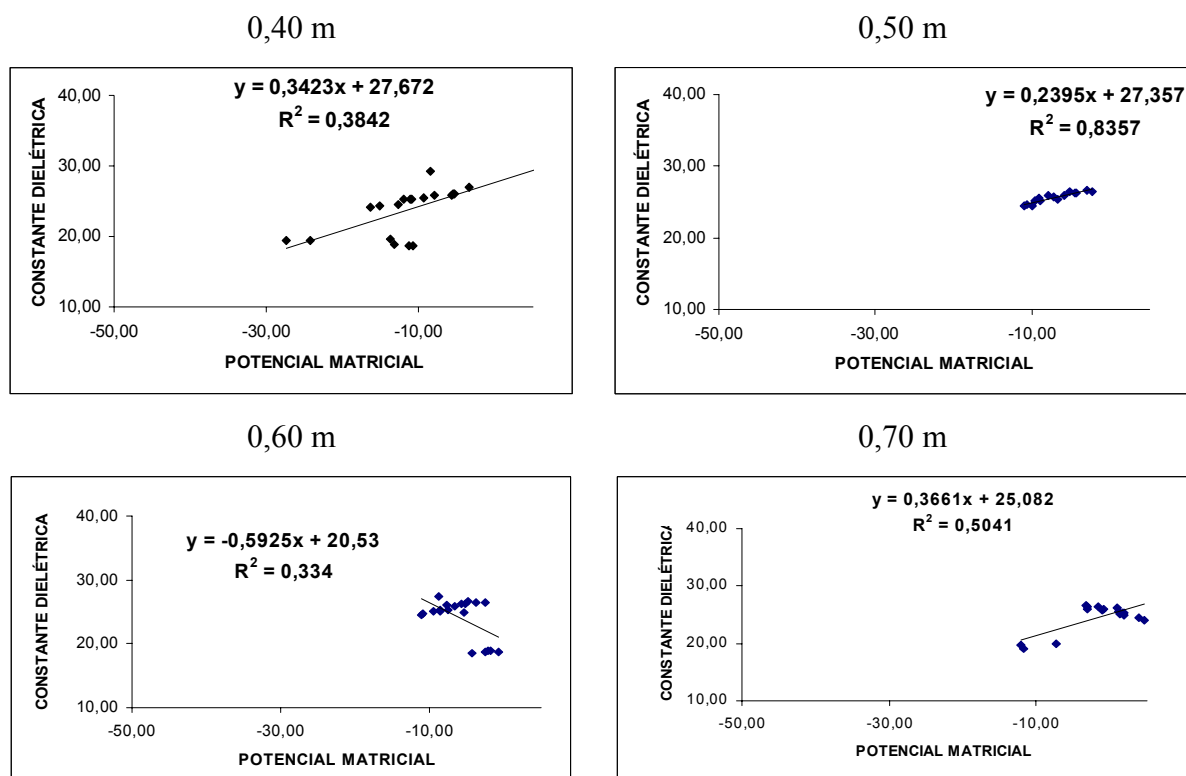 0,40 m
y = 0,3423x + 27,672
R² = 0,3842
CONSTANTE DIELÉTRICA
40,00
30,00
20,00
10,00
-50,00 -30,00 -10,00
POTENCIAL MATRICIAL
0,50 m
y = 0,2395x + 27,357
R² = 0,8357
CONSTANTE DIELÉTRICA
40,00
30,00
20,00
10,00
-50,00 -30,00 -10,00
POTENCIAL MATRICIAL
0,60 m
y = -0,5925x + 20,53
R² = 0,334
CONSTANTE DIELÉTRICA
40,00
30,00
20,00
10,00
-50,00 -30,00 -10,00
POTENCIAL MATRICIAL
0,70 m
y = 0,3661x + 25,082
R² = 0,5041
CONSTANTE DIELÉTRICA
40,00
30,00
20,00
10,00
-50,00 -30,00 -10,00
POTENCIAL MATRICIAL